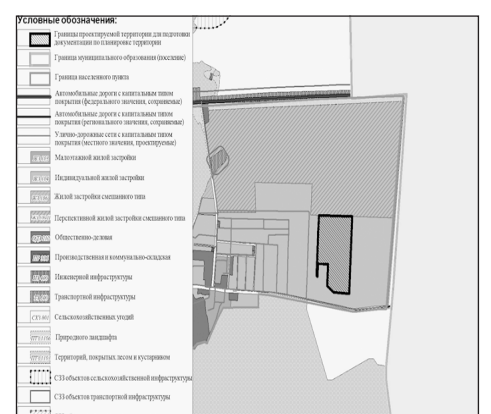 Условные обозначения:
Границы проектируемой территории для подготовки
документации по планировке территории
Граница муниципального образования (поселение)
Граница населенного пункта
Автомобильные дороги с капитальным типом
покрытия (федерального значения, сохраняемые)
Автомобильные дороги с капитальным типом
покрытия (регионального значения, сохраняемые)
Улично-дорожные сети с капитальным типом
покрытия (местного значения, проектируемые)
Малоэтажной жилой застройки
Индивидуальной жилой застройки
Жилой застройки смешанного типа
Перспективной жилой застройки смешанного типа
Общественно-деловая
Производственная и коммунально-складская
Инженерной инфраструктуры
Транспортной инфраструктуры
Сельскохозяйственных угодий
Природного ландшафта
Территорий, покрытых лесом и кустарником
СЗЗ объектов сельскохозяйственной инфраструктуры
СЗЗ объектов транспортной инфраструктуры